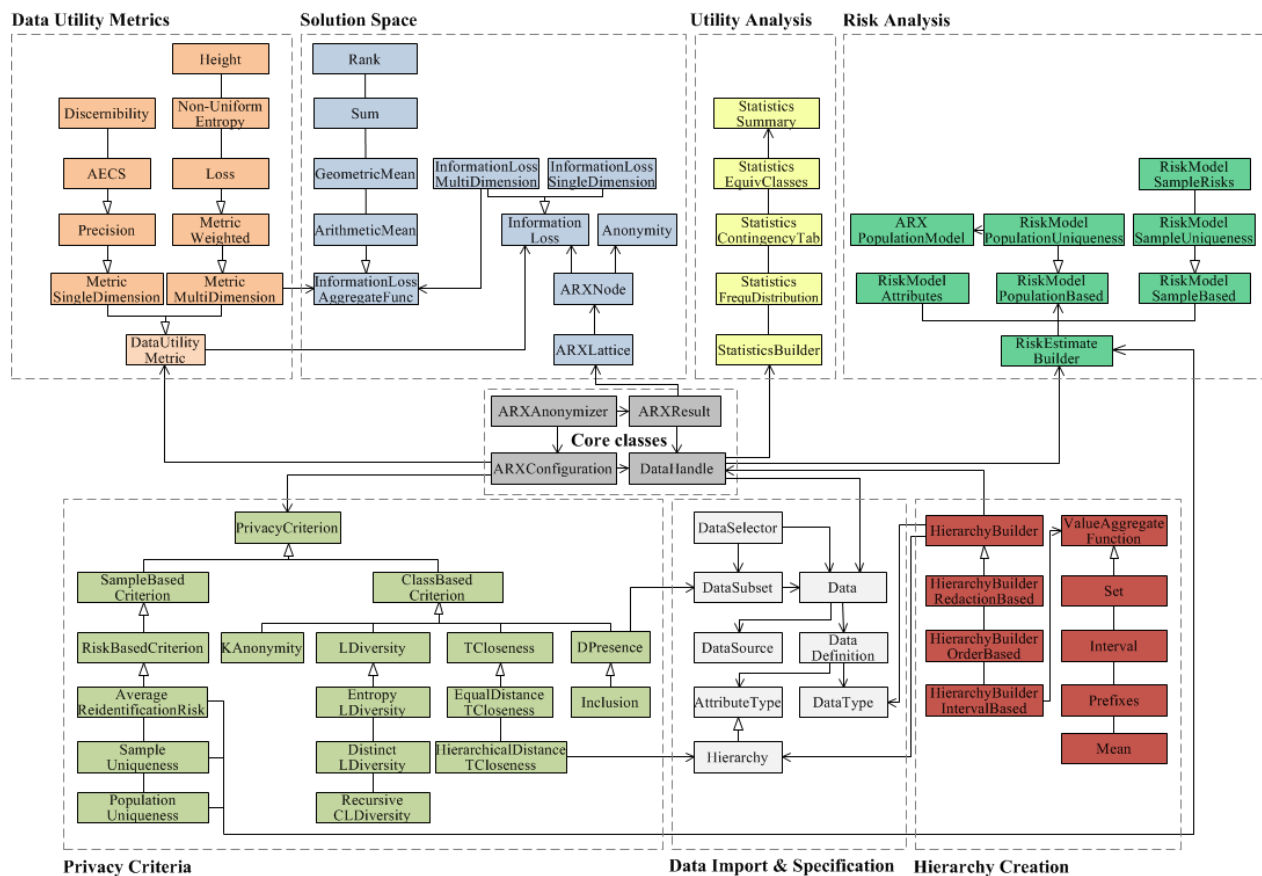 Data Utility Metrics
Solution Space
Utility Analysis
Risk Analysis
Height
Discernibility
Non-Uniform
Entropy
AECS
Loss
Precision
Metric
Weighted
Metric
SingleDimension
Metric
MultiDimension
DataUtility
Metric
Rank
Sum
GeometricMean
InformationLoss
MultiDimension
InformationLoss
SingleDimension
ArithmeticMean
Information
Loss
Anonymity
InformationLoss
AggregateFunc
ARXNode
ARXLattice
Statistics
Summary
Statistics
EquivClasses
Statistics
ContingencyTab
Statistics
FrequDistribution
StatisticsBuilder
RiskModel
SampleRisks
ARX
PopulationModel
RiskModel
PopulationUniqueness
RiskModel
SampleUniqueness
RiskModel
Attributes
RiskModel
PopulationBased
RiskModel
SampleBased
RiskEstimate
Builder
ARXAnonymizer
ARXResult
Core classes
ARXConfiguration
DataHandle
PrivacyCriterion
SampleBased
Criterion
ClassBased
Criterion
RiskBasedCriterion
KAnonymity
LDiversity
TCloseness
DPresence
Average
ReidentificationRisk
Entropy
LDiversity
EqualDistance
TCloseness
Inclusion
Sample
Uniqueness
Distinct
LDiversity
HierarchicalDistance
TCloseness
Population
Uniqueness
Recursive
CLDiversity
DataSelector
DataSubset
Data
DataSource
Data
Definition
AttributeType
DataType
Hierarchy
HierarchyBuilder
ValueAggregate
Function
HierarchyBuilder
RedactionBased
Set
HierarchyBuilder
OrderBased
Interval
HierarchyBuilder
IntervalBased
Prefixes
Mean
Privacy Criteria
Data Import & Specification
Hierarchy Creation